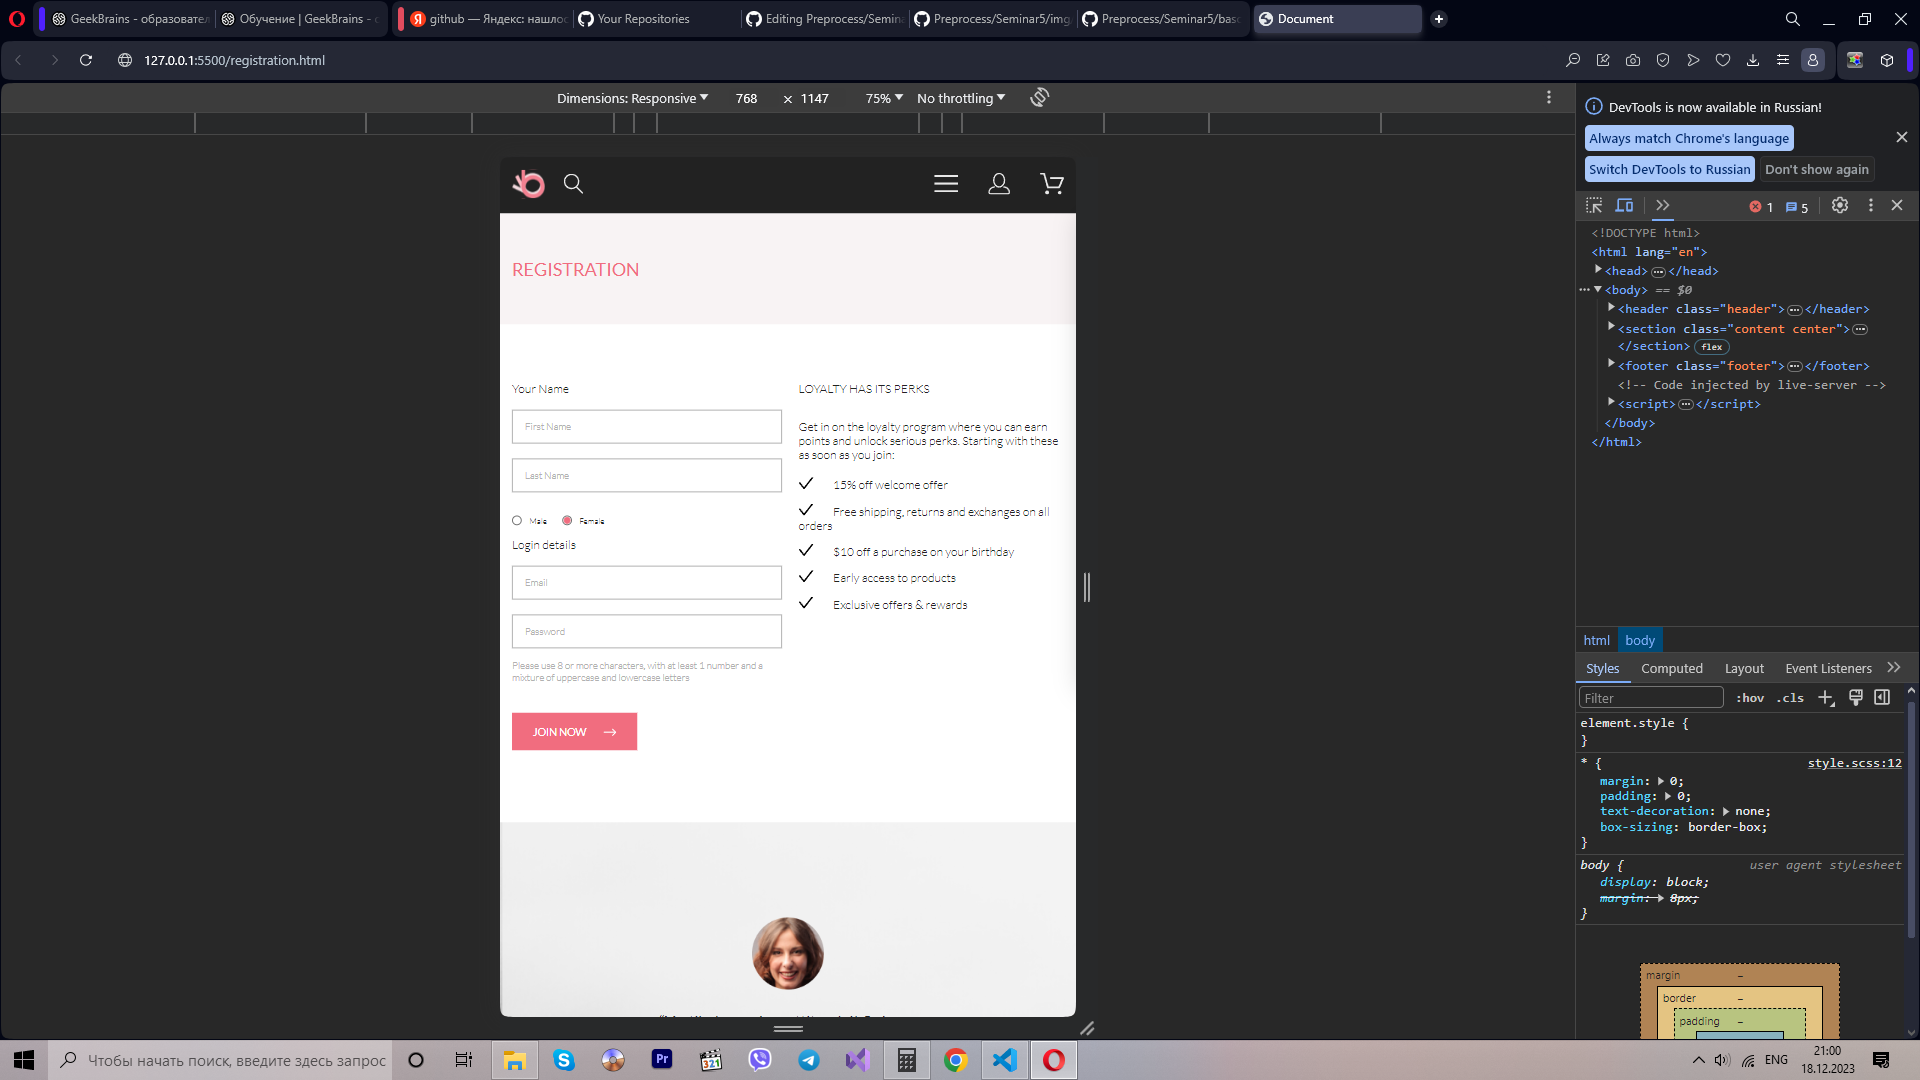 GeekBrains - образовател
Обучение | GeekBrains - с
github — Яндекс: нашлос
Your Repositories
Editing Preprocess/Semina
Preprocess/Seminar5/img
Preprocess/Seminar5/basc
Document
127.0.0.1:5500/registration.html
Dimensions: Responsive 768 × 1147 75% No throttling
DevTools is now available in Russian!
Always match Chrome's language
Switch DevTools to Russian
Don't show again
1 5
<!DOCTYPE html>
<html lang="en">
<head> ••• </head>
••• <body> == $0
<header class="header"> ••• </header>
<section class="content center"> •••
</section> flex
<footer class="footer"> ••• </footer>
<!-- Code injected by live-server -->
<script> ••• </script>
</body>
</html>
html body
Styles Computed Layout Event Listeners
Filter :hov .cls
element.style {
}
* { style.scss:12
margin: 0;
padding: 0;
text-decoration: none;
box-sizing: border-box;
}
body { user agent stylesheet
display: block;
margin: 8px;
}
margin –
border –
padding –
REGISTRATION
Your Name
First Name
Last Name
Male Female
Login details
Email
Password
Please use 8 or more characters, with at least 1 number and a
mixture of uppercase and lowercase letters
JOIN NOW
LOYALTY HAS ITS PERKS
Get in on the loyalty program where you can earn
points and unlock serious perks. Starting with these
as soon as you join:
15% off welcome offer
Free shipping, returns and exchanges on all
orders
$10 off a purchase on your birthday
Early access to products
Exclusive offers & rewards
Чтобы начать поиск, введите здесь запрос
Pr
321
ENG
21:00
18.12.2023